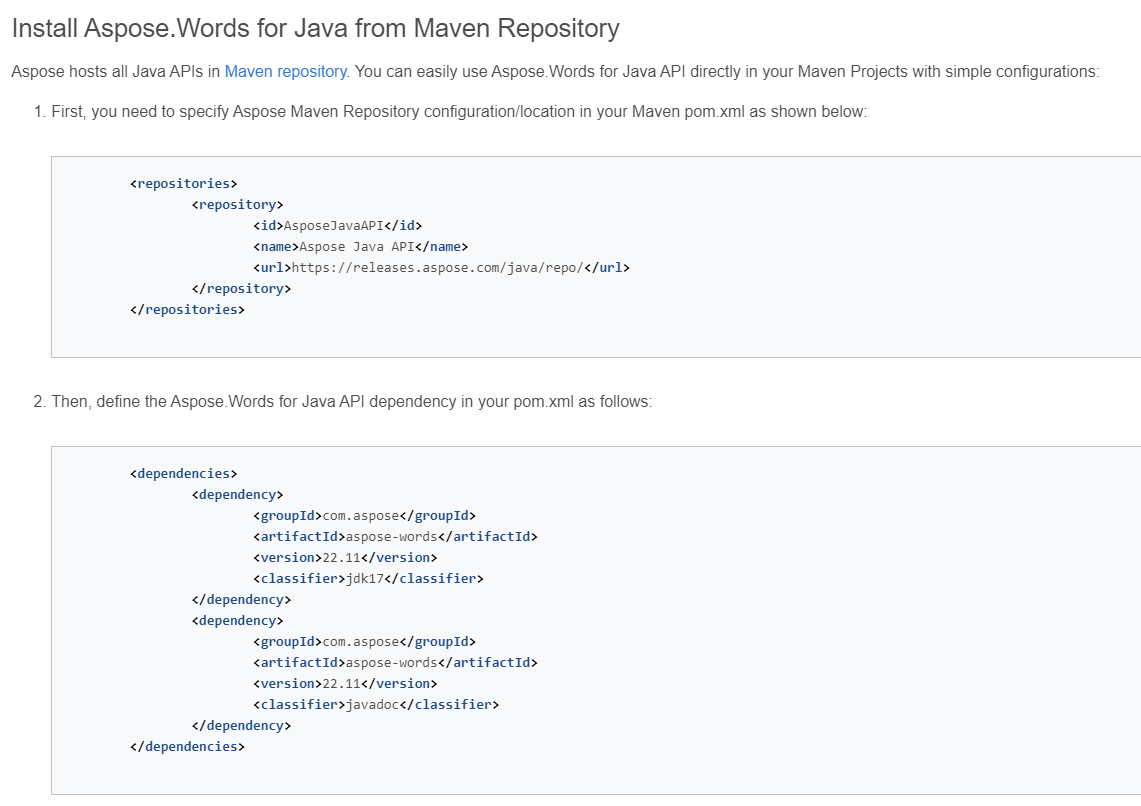 Install Aspose.Words for Java from Maven Repository
Aspose hosts all Java APIs in Maven repository. You can easily use Aspose.Words for Java API directly in your Maven Projects with simple configurations:
1. First, you need to specify Aspose Maven Repository configuration/location in your Maven pom.xml as shown below:
<repositories>
<repository>
<id>AsposeJavaAPI</id>
<name>Aspose Java API</name>
<url>https://releases.aspose.com/java/repo/</url>
</repository>
</repositories>
2. Then, define the Aspose.Words for Java API dependency in your pom.xml as follows:
<dependencies>
<dependency>
<groupId>com.aspose</groupId>
<artifactId>aspose-words</artifactId>
<version>22.11</version>
<classifier>jdk17</classifier>
</dependency>
<dependency>
<groupId>com.aspose</groupId>
<artifactId>aspose-words</artifactId>
<version>22.11</version>
<classifier>javadoc</classifier>
</dependency>
</dependencies>